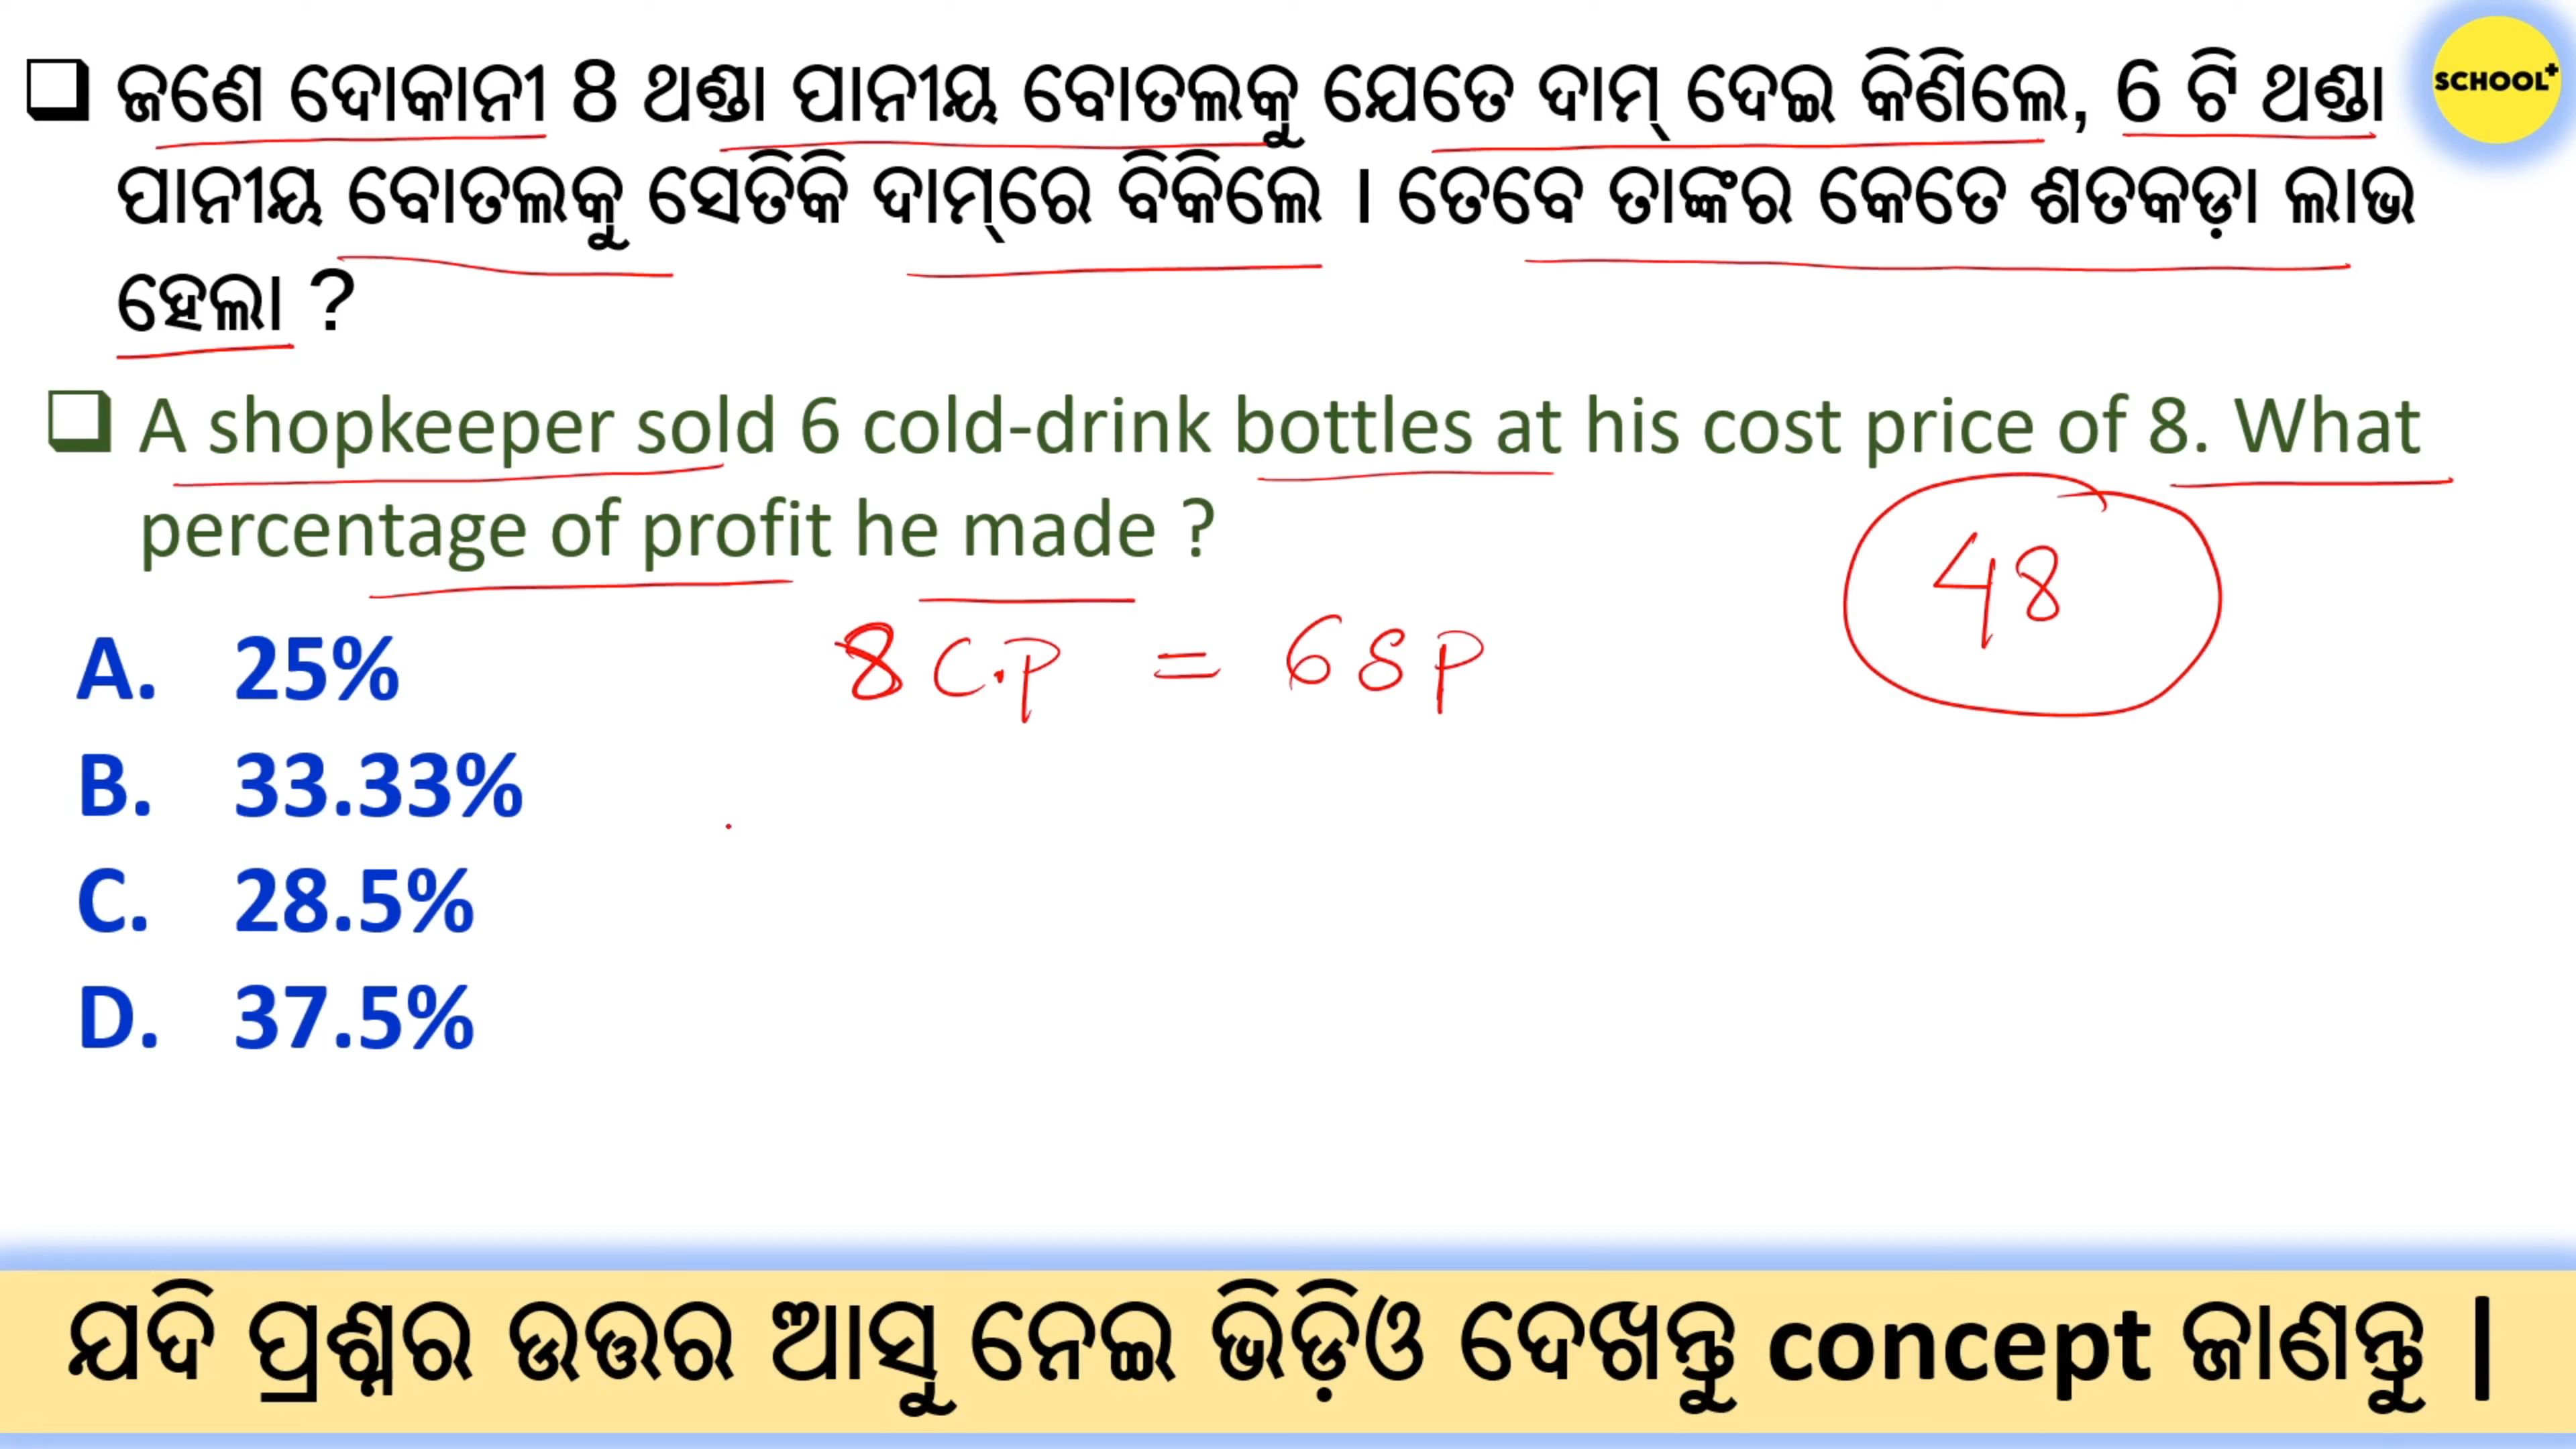 ଜଣେ ଦୋକାନୀ 8 ଥଣ୍ଡା ପାନୀୟ ବୋତଲକୁ ଯେତେ ଦାମ୍ ଦେଇ କିଣିଲେ, 6 ଟି ଥଣ୍ଡା
SCHOOL+
ପାନୀୟ ବୋତଲକୁ ସେତିକି ଦାମ୍‌ରେ ବିକିଲେ । ତେବେ ତାଙ୍କର କେତେ ଶତକଡ଼ା ଲାଭ
ହେଲା ?
A shopkeeper sold 6 cold-drink bottles at his cost price of 8. What
percentage of profit he made ?
48
8 C.P = 6 S P
A. 25%
B. 33.33%
C. 28.5%
D. 37.5%
ଯଦି ପ୍ରଶ୍ନର ଉତ୍ତର ଆସୁ ନେଇ ଭିଡ଼ିଓ ଦେଖନ୍ତୁ concept ଜାଣନ୍ତୁ |